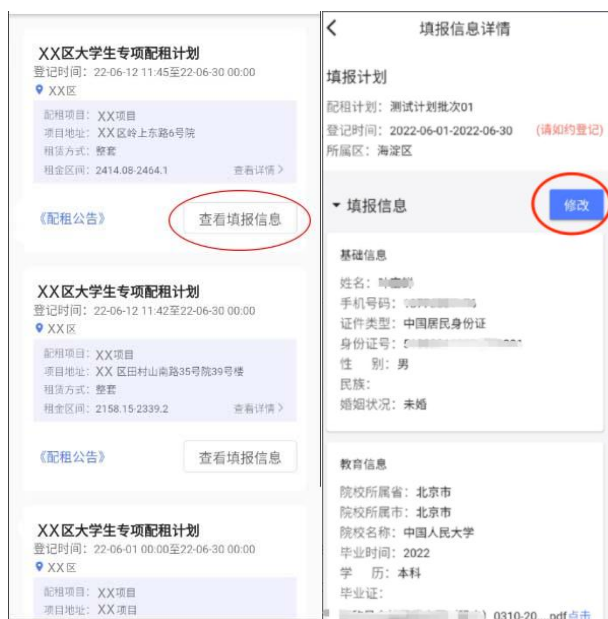 XX区大学生专项配租计划
登记时间：22-06-12 11:45至22-06-30 00:00
XX区
配租项目：XX项目
项目地址：XX区岭上东路6号院
租赁方式：整套
租金区间：2414.08-2464.1 查看详情>
《配租公告》 查看填报信息
XX区大学生专项配租计划
登记时间：22-06-12 11:42至22-06-30 00:00
XX区
配租项目：XX项目
项目地址：XX 区田村山南路35号院39号楼
租赁方式：整套
租金区间：2158.15-2339.2 查看详情>
《配租公告》 查看填报信息
XX区大学生专项配租计划
登记时间：22-06-01 00:00至22-06-30 00:00
XX区
配租项目：XX项目
项目地址：XX项目
填报信息详情
填报计划
配租计划：测试计划批次01
登记时间：2022-06-01-2022-06-30 (请如约登记)
所属区：海淀区
填报信息 修改
基础信息
姓名：
手机号码：
证件类型：中国居民身份证
身份证号：
性 别：男
民族：
婚姻状况：未婚
教育信息
院校所属省：北京市
院校所属市：北京市
院校名称：中国人民大学
毕业时间：2022
学 历：本科
毕业证：
0310-20....pdf点击